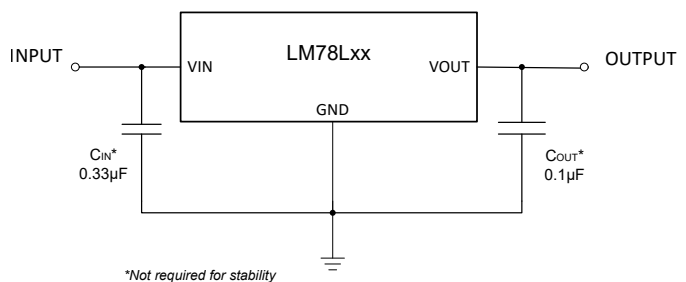 INPUT
VIN
LM78Lxx
VOUT
OUTPUT
GND
CIN*
0.33µF
COUT*
0.1µF
*Not required for stability